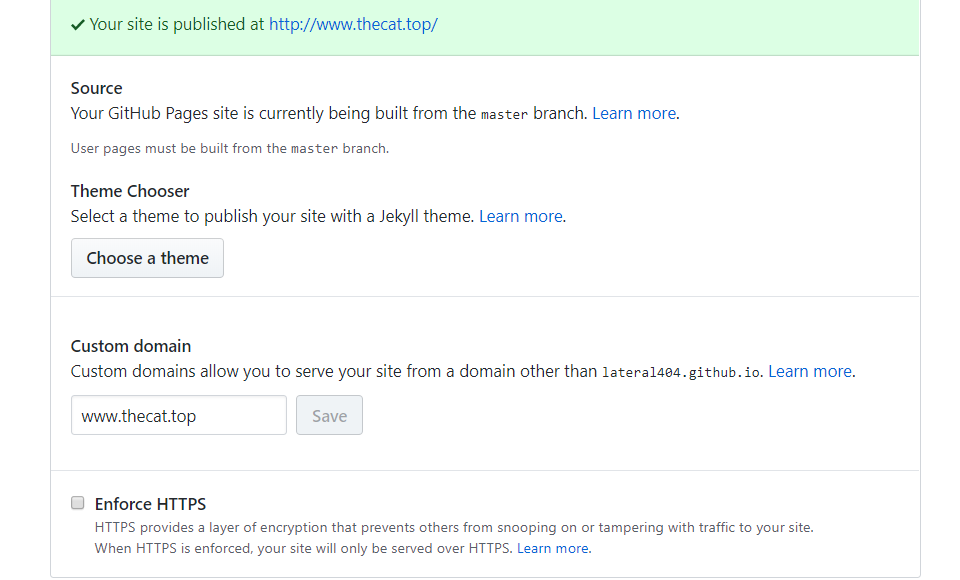 Your site is published at http://www.thecat.top/
Source
Your GitHub Pages site is currently being built from the master branch. Learn more.
User pages must be built from the master branch.
Theme Chooser
Select a theme to publish your site with a Jekyll theme. Learn more.
Choose a theme
Custom domain
Custom domains allow you to serve your site from a domain other than lateral404.github.io. Learn more.
www.thecat.top Save
Enforce HTTPS
HTTPS provides a layer of encryption that prevents others from snooping on or tampering with traffic to your site.
When HTTPS is enforced, your site will only be served over HTTPS. Learn more.